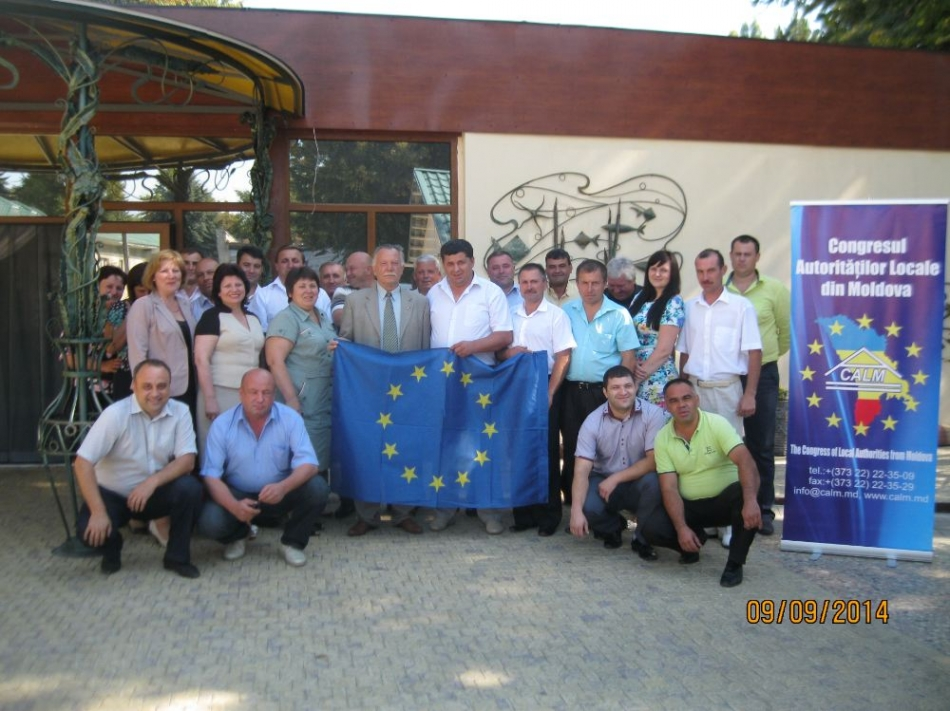 Congresul
Autorităților Locale
din Moldova
CALM
The Congress of Local Authorities from Moldova
tel.:+(373 22) 22-35-09
fax:+(373 22) 22-35-29
info@calm.md, www.calm.md
09/09/2014